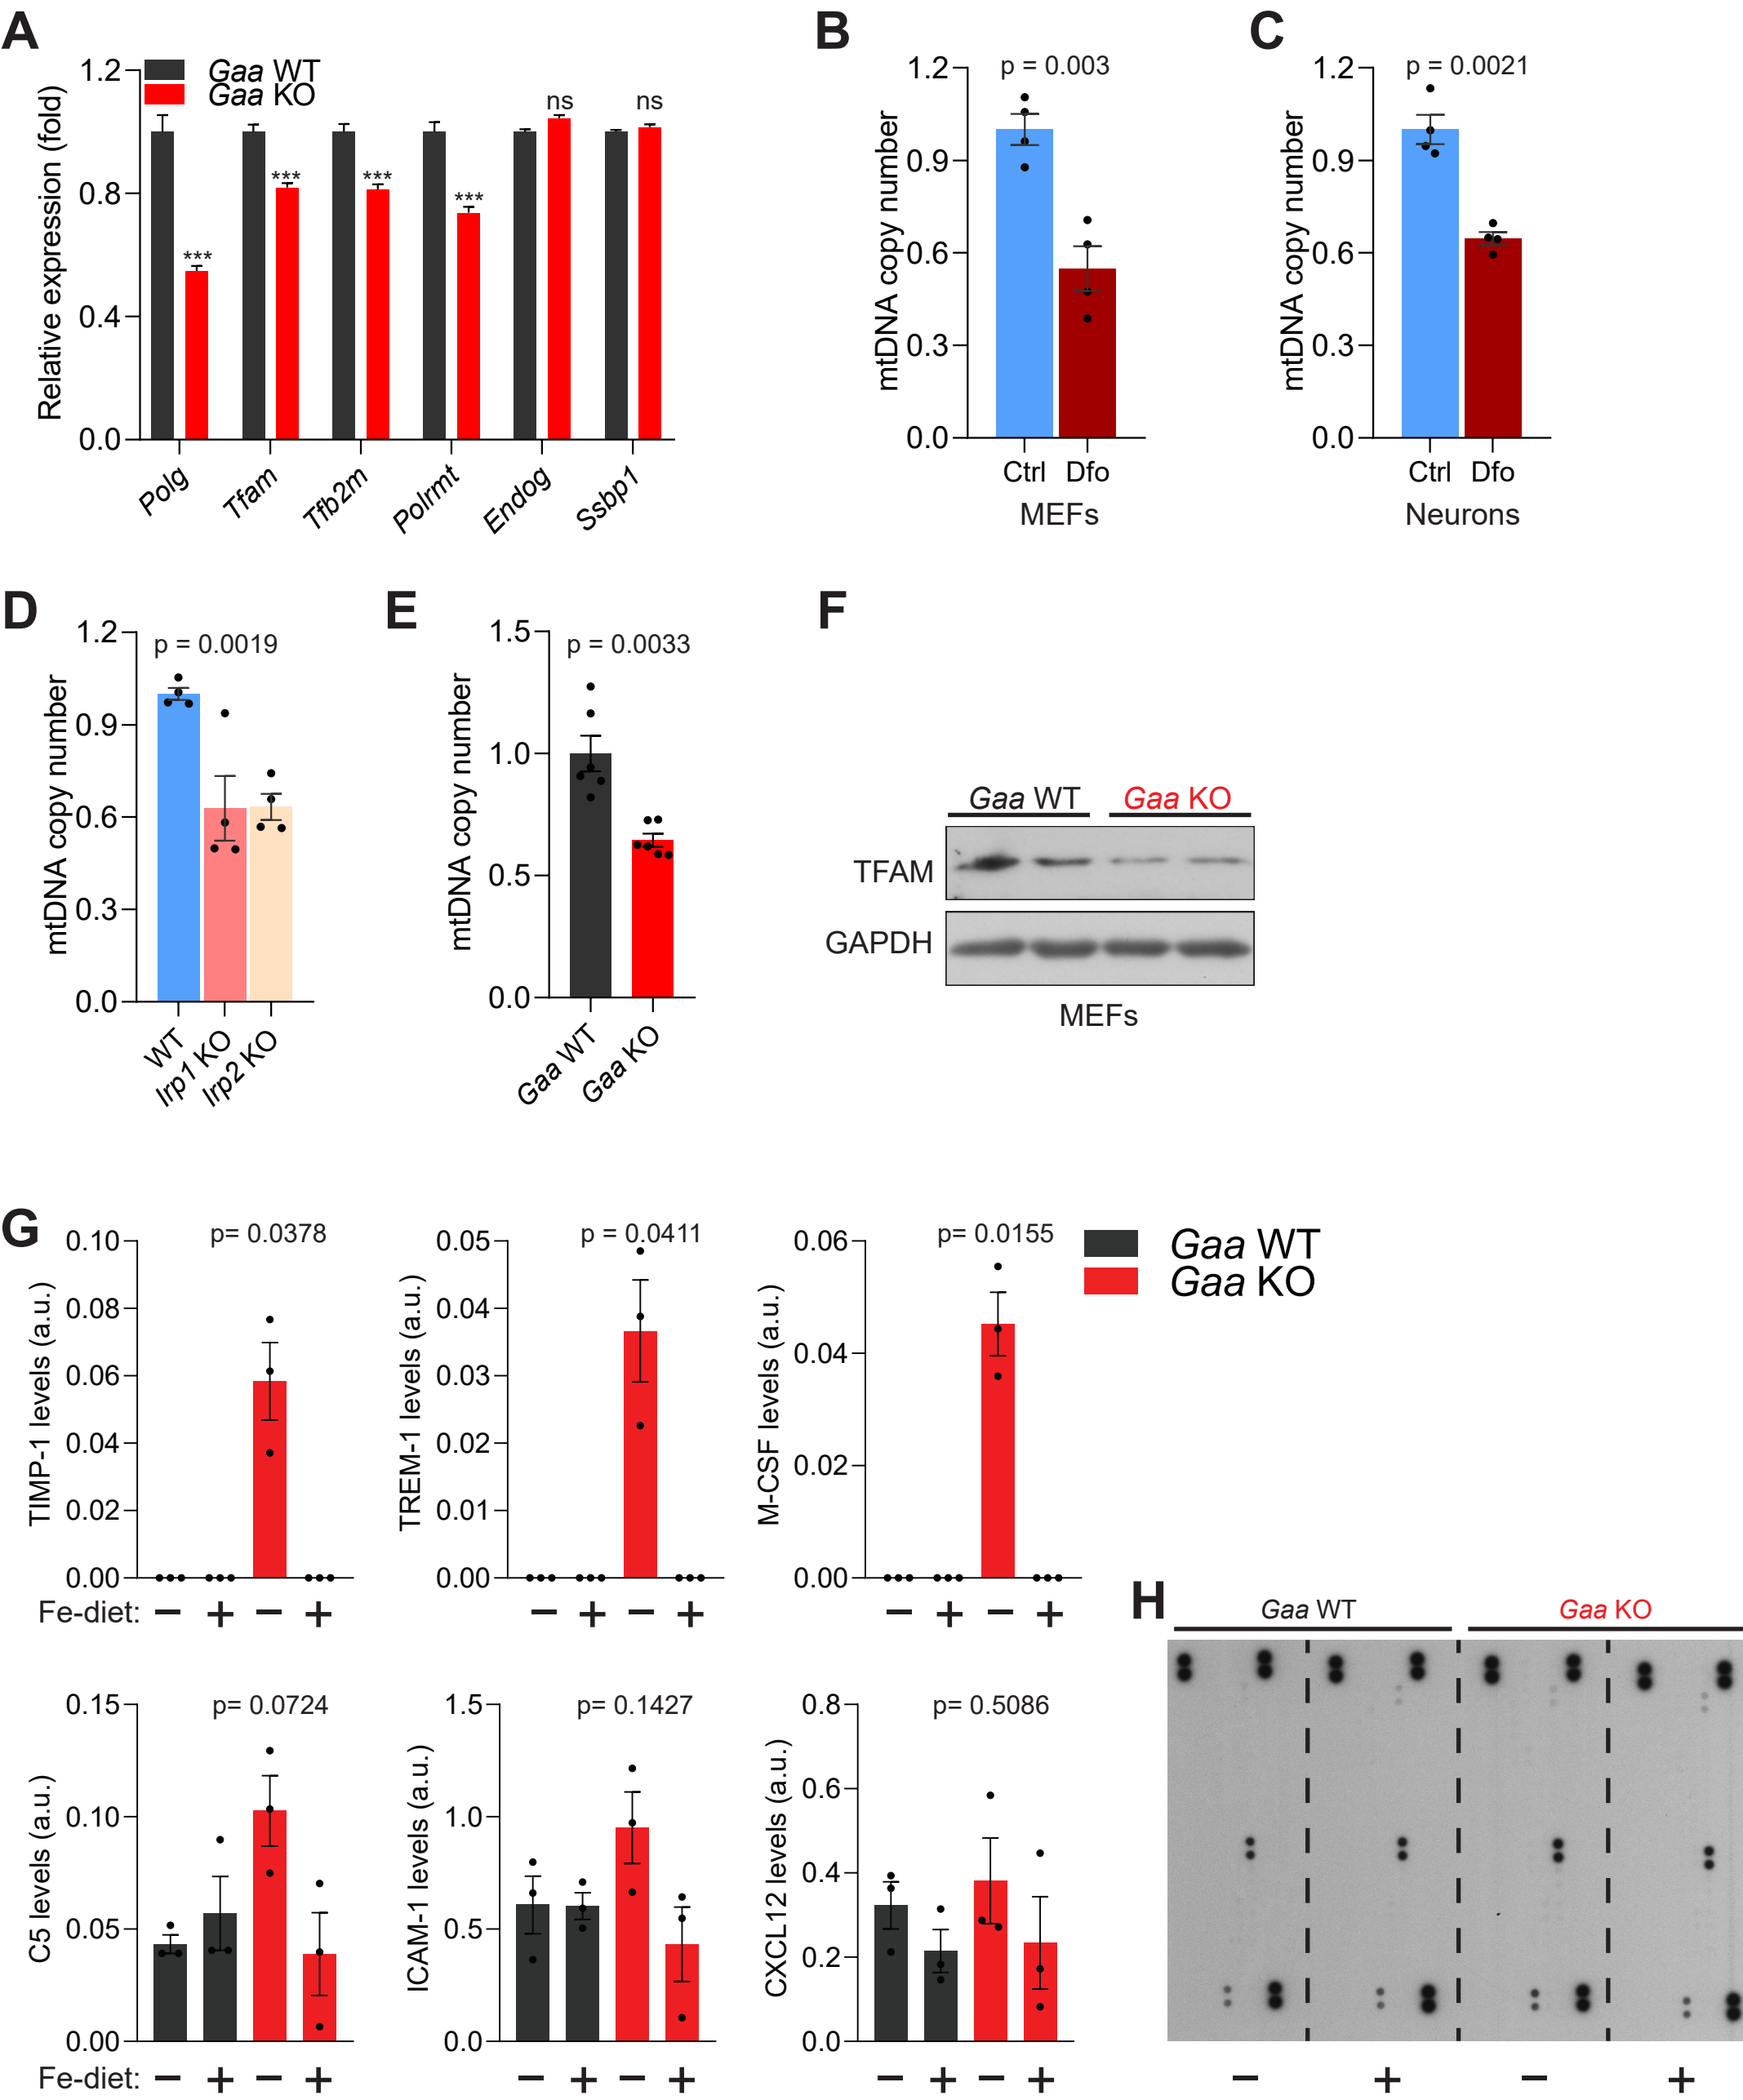 A
Gaa WT
Gaa KO
Relative expression (fold)
1.2
0.8
0.4
0.0
***
***
***
***
ns
ns
Polg
Tfam
Tfb2m
Polrmt
Endog
Ssbp1
B
p = 0.003
mtDNA copy number
1.2
0.9
0.6
0.3
0.0
Ctrl
Dfo
MEFs
C
p = 0.0021
mtDNA copy number
1.2
0.9
0.6
0.3
0.0
Ctrl
Dfo
Neurons
D
p = 0.0019
mtDNA copy number
1.2
0.9
0.6
0.3
0.0
WT
Irp1 KO
Irp2 KO
E
p = 0.0033
mtDNA copy number
1.5
1.0
0.5
0.0
Gaa WT
Gaa KO
F
Gaa WT
Gaa KO
TFAM
GAPDH
MEFs
G
p= 0.0378
TIMP-1 levels (a.u.)
0.10
0.08
0.06
0.04
0.02
0.00
Fe-diet: − + − +
p = 0.0411
TREM-1 levels (a.u.)
0.05
0.04
0.03
0.02
0.01
0.00
− + − +
p= 0.0155
M-CSF levels (a.u.)
0.06
0.04
0.02
0.00
− + − +
Gaa WT
Gaa KO
p= 0.0724
C5 levels (a.u.)
0.15
0.10
0.05
0.00
Fe-diet: − + − +
p= 0.1427
ICAM-1 levels (a.u.)
1.5
1.0
0.5
0.0
− + − +
p= 0.5086
CXCL12 levels (a.u.)
0.8
0.6
0.4
0.2
0.0
− + − +
H
Gaa WT
Gaa KO
− + − +